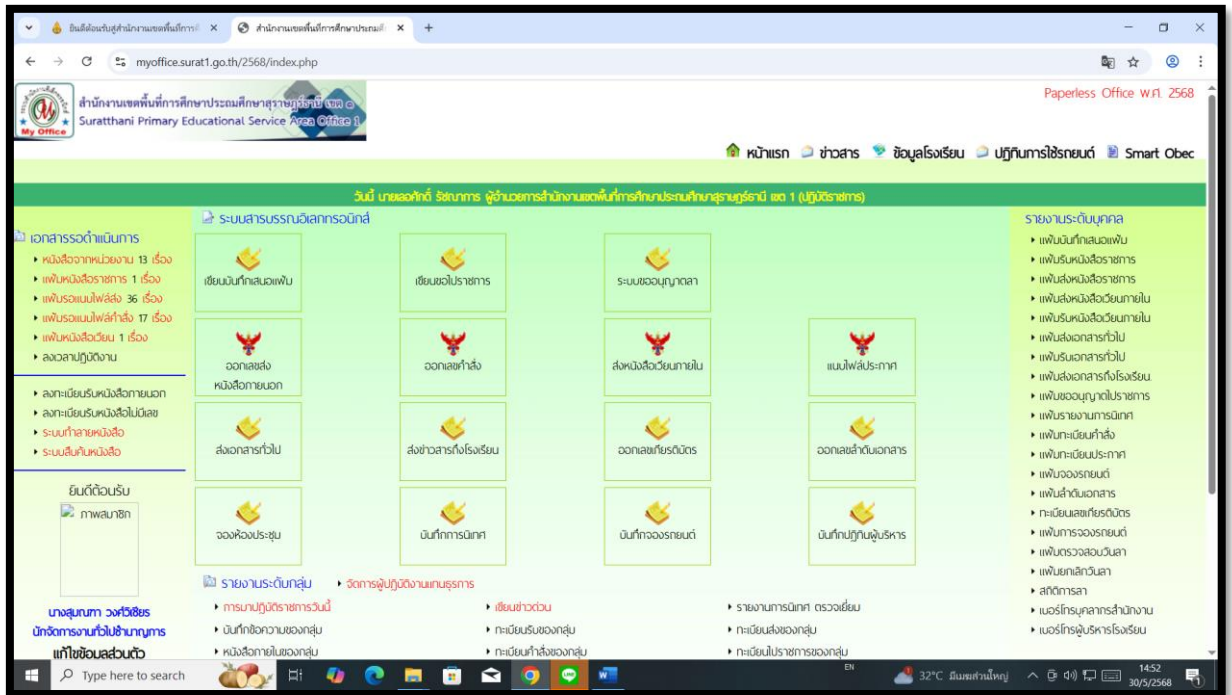 ยินดีต้อนรับสู่สำนักงานเขตพื้นที่การ
สำนักงานเขตพื้นที่การศึกษาประถมศึ
myoffice.surat1.go.th/2568/index.php
สำนักงานเขตพื้นที่การศึกษาประถมศึกษาสุราษฎร์ธานี เขต ๑
Suratthani Primary Educational Service Area Office 1
My Office
Paperless Office พ.ศ. 2568
หน้าแรก ข่าวสาร ข้อมูลโรงเรียน ปฏิทินการใช้รถยนต์ Smart Obec
วันนี้ นายเลอศักดิ์ รัชณาการ ผู้อำนวยการสำนักงานเขตพื้นที่การศึกษาประถมศึกษาสุราษฎร์ธานี เขต 1 (ปฏิบัติราชการ)
เอกสารรอดำเนินการ
หนังสือจากหน่วยงาน 13 เรื่อง
แฟ้มหนังสือราชการ 1 เรื่อง
แฟ้มรอแนบไฟล์ส่ง 36 เรื่อง
แฟ้มรอแนบไฟล์คำสั่ง 17 เรื่อง
แฟ้มหนังสือเวียน 1 เรื่อง
ลงเวลาปฏิบัติงาน
ลงทะเบียนรับหนังสือภายนอก
ลงทะเบียนรับหนังสือไม่มีเลข
ระบบทำลายหนังสือ
ระบบสืบค้นหนังสือ
ยินดีต้อนรับ
ภาพสมาชิก
นางสุมณฑา วงศ์วิเชียร
นักจัดการงานทั่วไปชำนาญการ
แก้ไขข้อมูลส่วนตัว
ระบบสารบรรณอิเลกทรอนิกส์
เขียนบันทึกเสนอแฟ้ม
เขียนขอไปราชการ
ระบบขออนุญาตลา
ออกเลขส่ง
หนังสือภายนอก
ออกเลขคำสั่ง
ส่งหนังสือเวียนภายใน
แนบไฟล์ประกาศ
ส่งเอกสารทั่วไป
ส่งข่าวสารถึงโรงเรียน
ออกเลขเกียรติบัตร
ออกเลขลำดับเอกสาร
จองห้องประชุม
บันทึกการนิเทศ
บันทึกจองรถยนต์
บันทึกปฏิทินผู้บริหาร
รายงานระดับกลุ่ม จัดการผู้ปฏิบัติงานแทนธุรการ
การมาปฏิบัติราชการวันนี้ เขียนข่าวด่วน รายงานการนิเทศ ตรวจเยี่ยม
บันทึกข้อความของกลุ่ม ทะเบียนรับของกลุ่ม ทะเบียนส่งของกลุ่ม
หนังสือภายในของกลุ่ม ทะเบียนคำสั่งของกลุ่ม ทะเบียนไปราชการของกลุ่ม
รายงานระดับบุคคล
แฟ้มบันทึกเสนอแฟ้ม
แฟ้มรับหนังสือราชการ
แฟ้มส่งหนังสือราชการ
แฟ้มส่งหนังสือเวียนภายใน
แฟ้มรับหนังสือเวียนภายใน
แฟ้มส่งเอกสารทั่วไป
แฟ้มรับเอกสารทั่วไป
แฟ้มส่งเอกสารถึงโรงเรียน
แฟ้มขออนุญาตไปราชการ
แฟ้มรายงานการนิเทศ
แฟ้มทะเบียนคำสั่ง
แฟ้มทะเบียนประกาศ
แฟ้มจองรถยนต์
แฟ้มลำดับเอกสาร
ทะเบียนเลขเกียรติบัตร
แฟ้มการจองรถยนต์
แฟ้มตรวจสอบวันลา
แฟ้มยกเลิกวันลา
สถิติการลา
เบอร์โทรบุคลากรสำนักงาน
เบอร์โทรผู้บริหารโรงเรียน
Type here to search
EN
32°C มีแดดส่วนใหญ่
14:52
30/5/2568